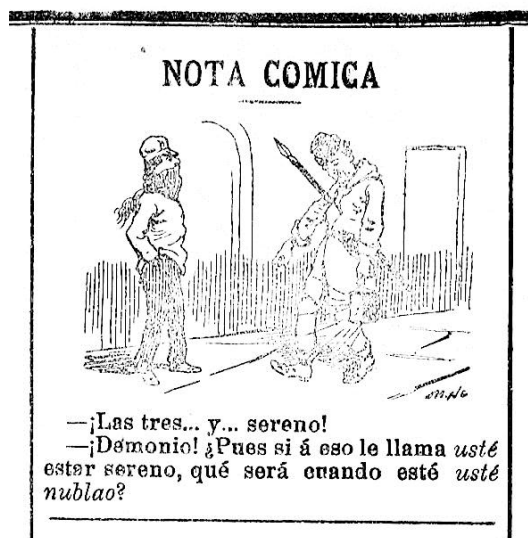 NOTA COMICA
—¡Las tres... y... sereno!
—¡Demonio! ¿Pues si á eso le llama usté
estar sereno, qué será cuando esté usté
nublao?